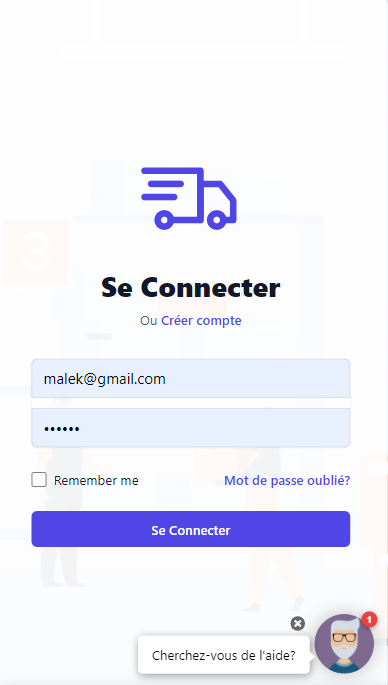 3
Se Connecter
Ou Créer compte
malek@gmail.com
••••••
Remember me
Mot de passe oublié?
Se Connecter
1
Cherchez-vous de l'aide?